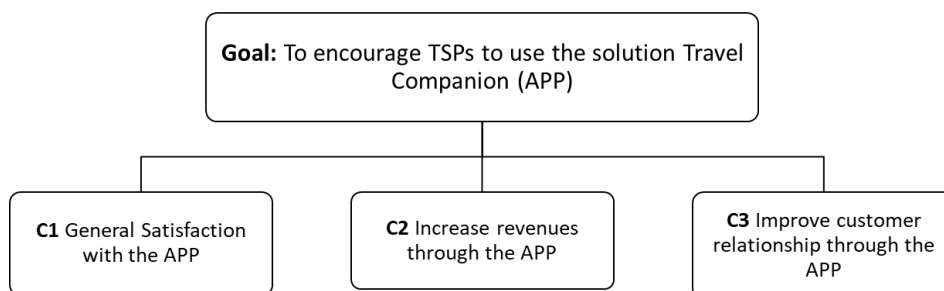 Goal: To encourage TSPs to use the solution Travel
Companion (APP)
C1 General Satisfaction
with the APP
C2 Increase revenues
through the APP
C3 Improve customer
relationship through the
APP